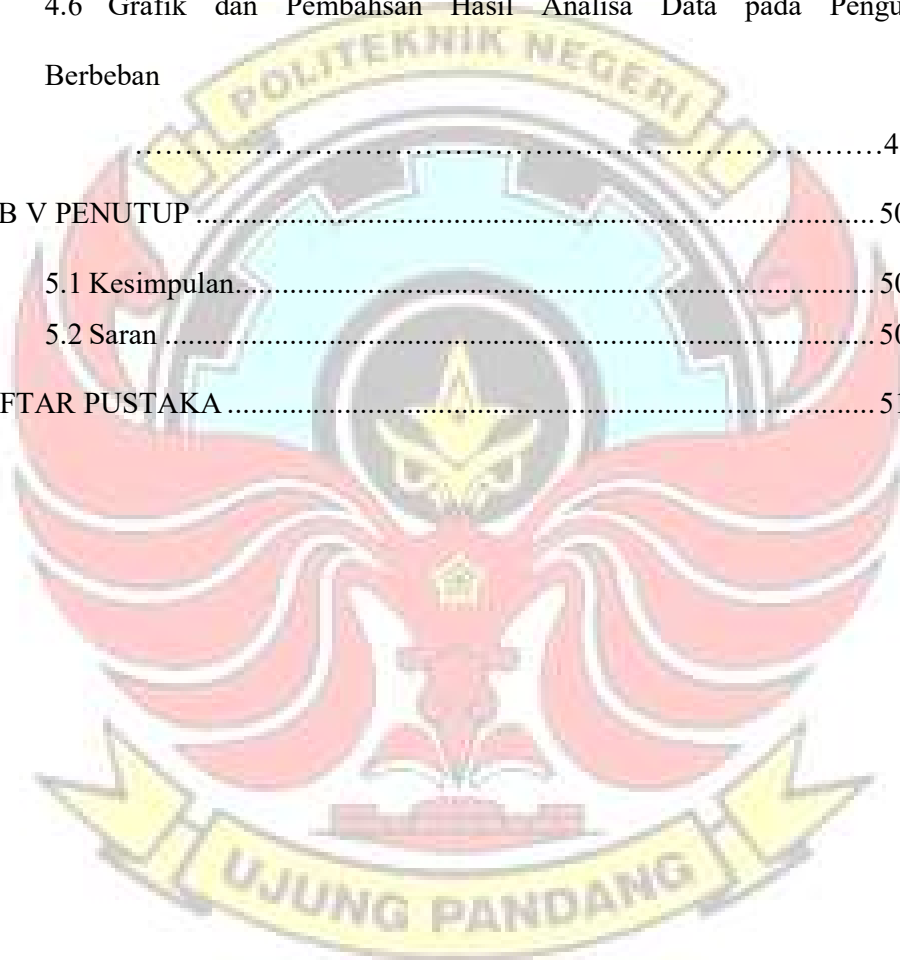 4.6 Grafik dan Pembahsan Hasil Analisa Data pada Pengu
Berbeban
POLITEKNIK NEGERI
................................................................................................4
B V PENUTUP ................................................................................ 50
5.1 Kesimpulan............................................................................ 50
5.2 Saran ..................................................................................... 50
FTAR PUSTAKA ............................................................................. 51
UJUNG PANDANG